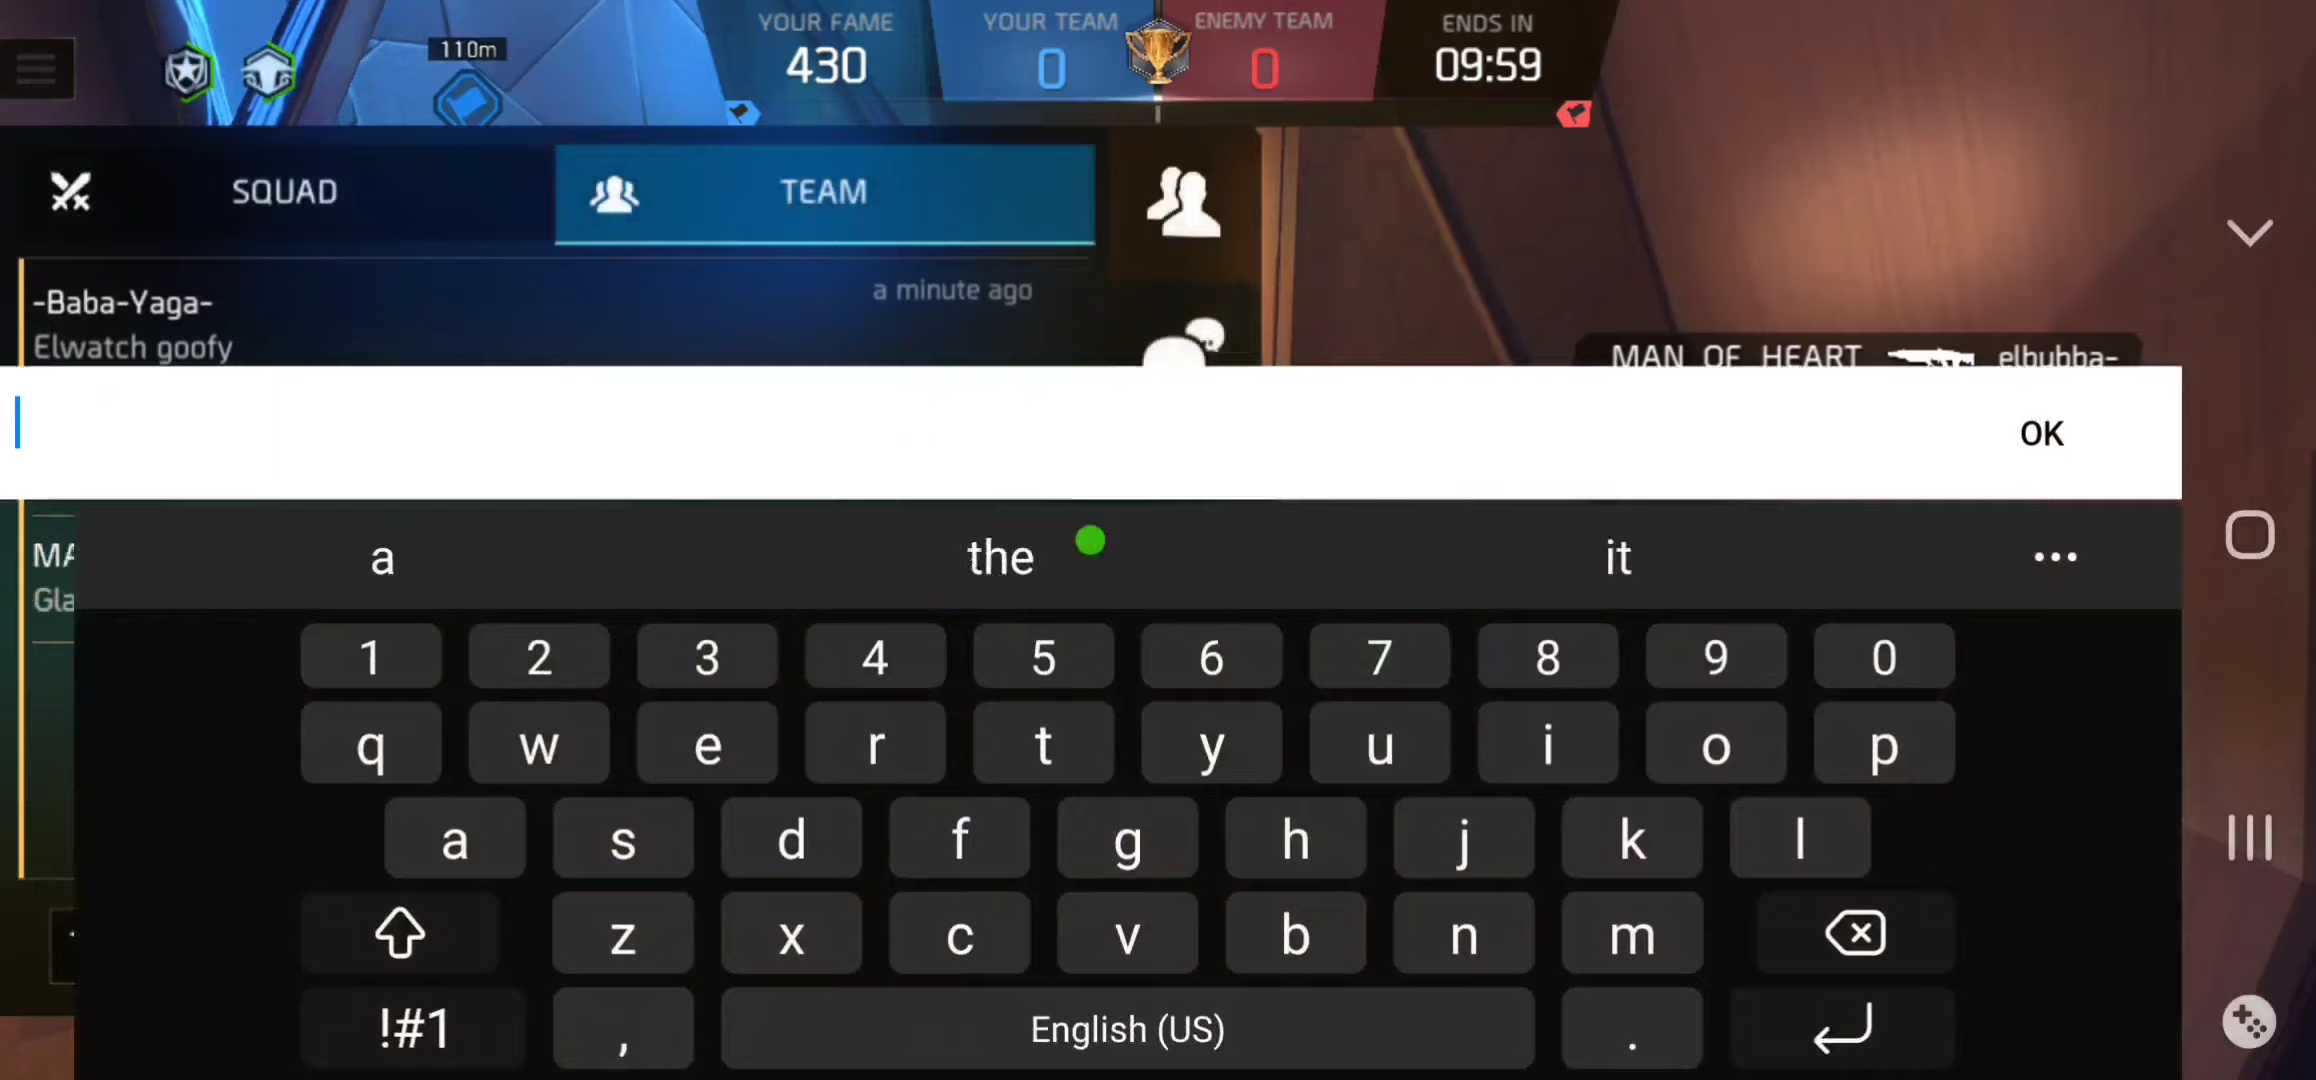 110m
YOUR FAME
430
YOUR TEAM
0
ENEMY TEAM
0
ENDS IN
09:59
SQUAD
TEAM
-Baba-Yaga-
a minute ago
Elwatch goofy
MAN OF HEART elbubba-
OK
MA
Gla
a the it
1 2 3 4 5 6 7 8 9 0
q w e r t y u i o p
a s d f g h j k l
z x c v b n m
!#1 , English (US) .